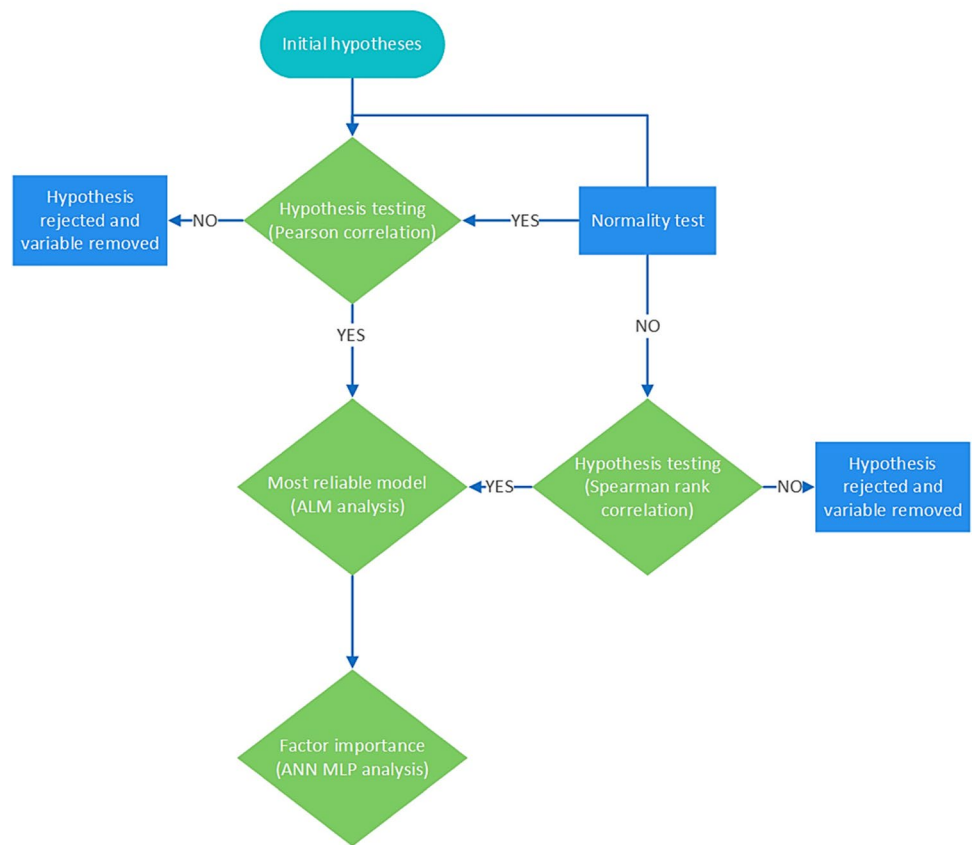 Initial hypotheses
Hypothesis
rejected and
variable removed
NO
Hypothesis testing
(Pearson correlation)
YES
Normality test
YES
NO
Most reliable model
(ALM analysis)
YES
Hypothesis testing
(Spearman rank
correlation)
NO
Hypothesis
rejected and
variable removed
Factor importance
(ANN MLP analysis)